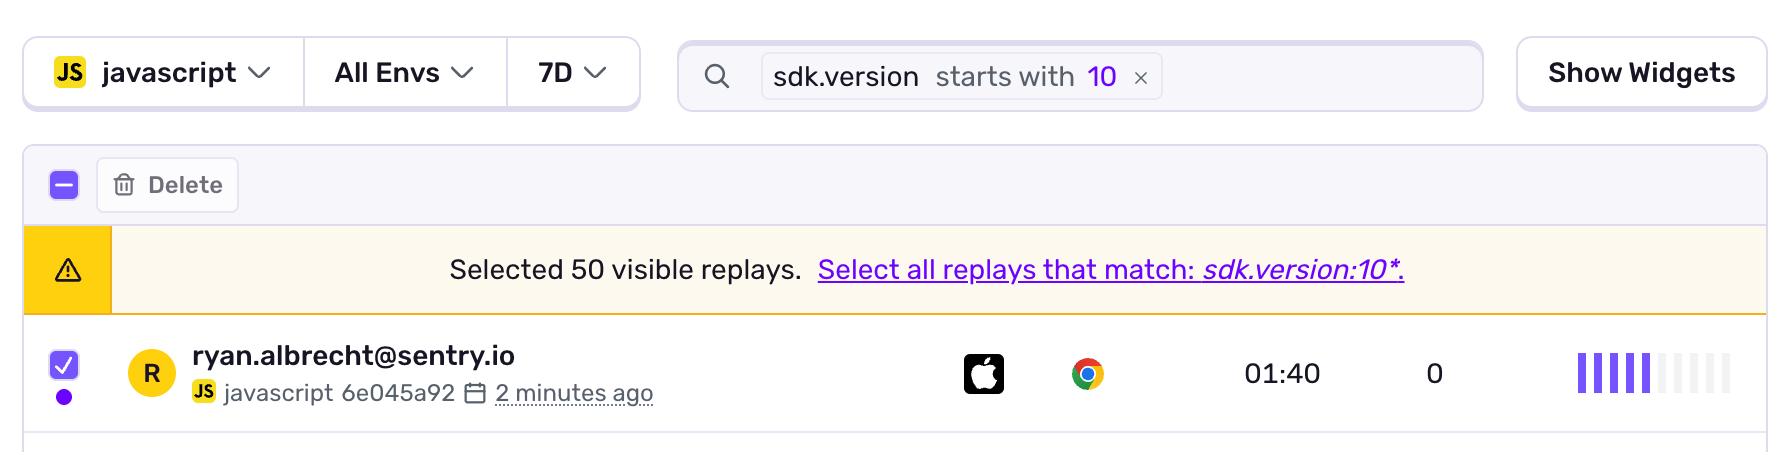 JS javascript All Envs 7D sdk.version starts with 10 × Show Widgets
Delete
Selected 50 visible replays. Select all replays that match: sdk.version:10*.
R ryan.albrecht@sentry.io 01:40 0
JS javascript 6e045a92 2 minutes ago